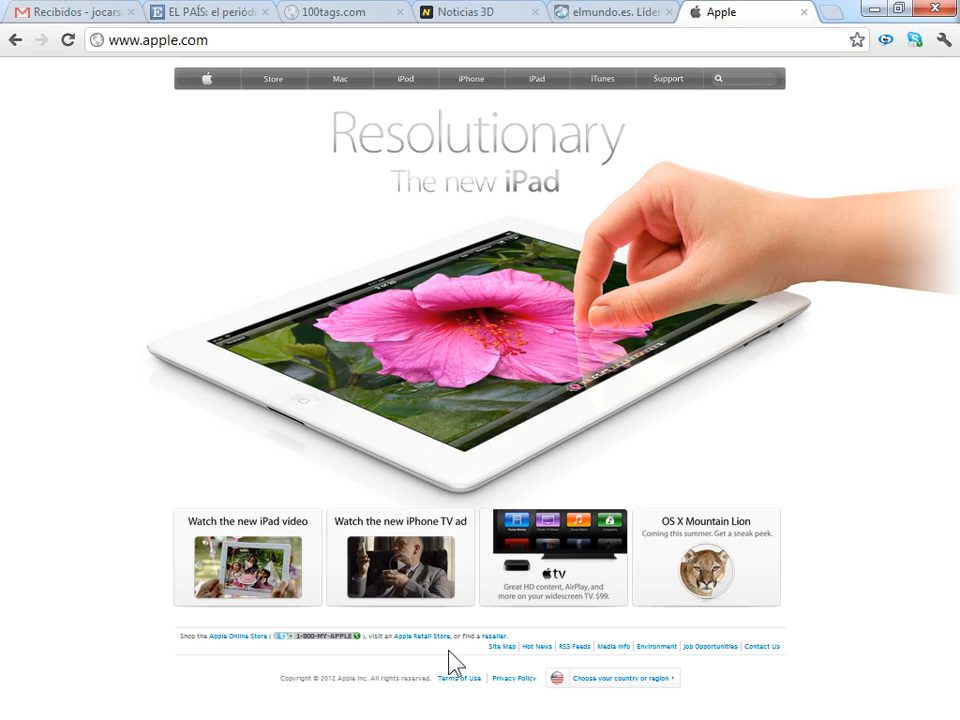 Recibidos - jocars
EL PAÍS: el periódi
100tags.com
Noticias 3D
elmundo.es. Líder
Apple
www.apple.com
Store Mac iPod iPhone iPad iTunes Support
Resolutionary
The new iPad
Watch the new iPad video
Watch the new iPhone TV ad
tv
Great HD content, AirPlay, and
more on your widescreen TV. $99.
OS X Mountain Lion
Coming this summer. Get a sneak peek.
Shop the Apple Online Store ( 1-800-MY-APPLE ), visit an Apple Retail Store, or find a reseller.
Site Map Hot News RSS Feeds Media Info Environment Job Opportunities Contact Us
Copyright © 2012 Apple Inc. All rights reserved. Terms of Use Privacy Policy Choose your country or region